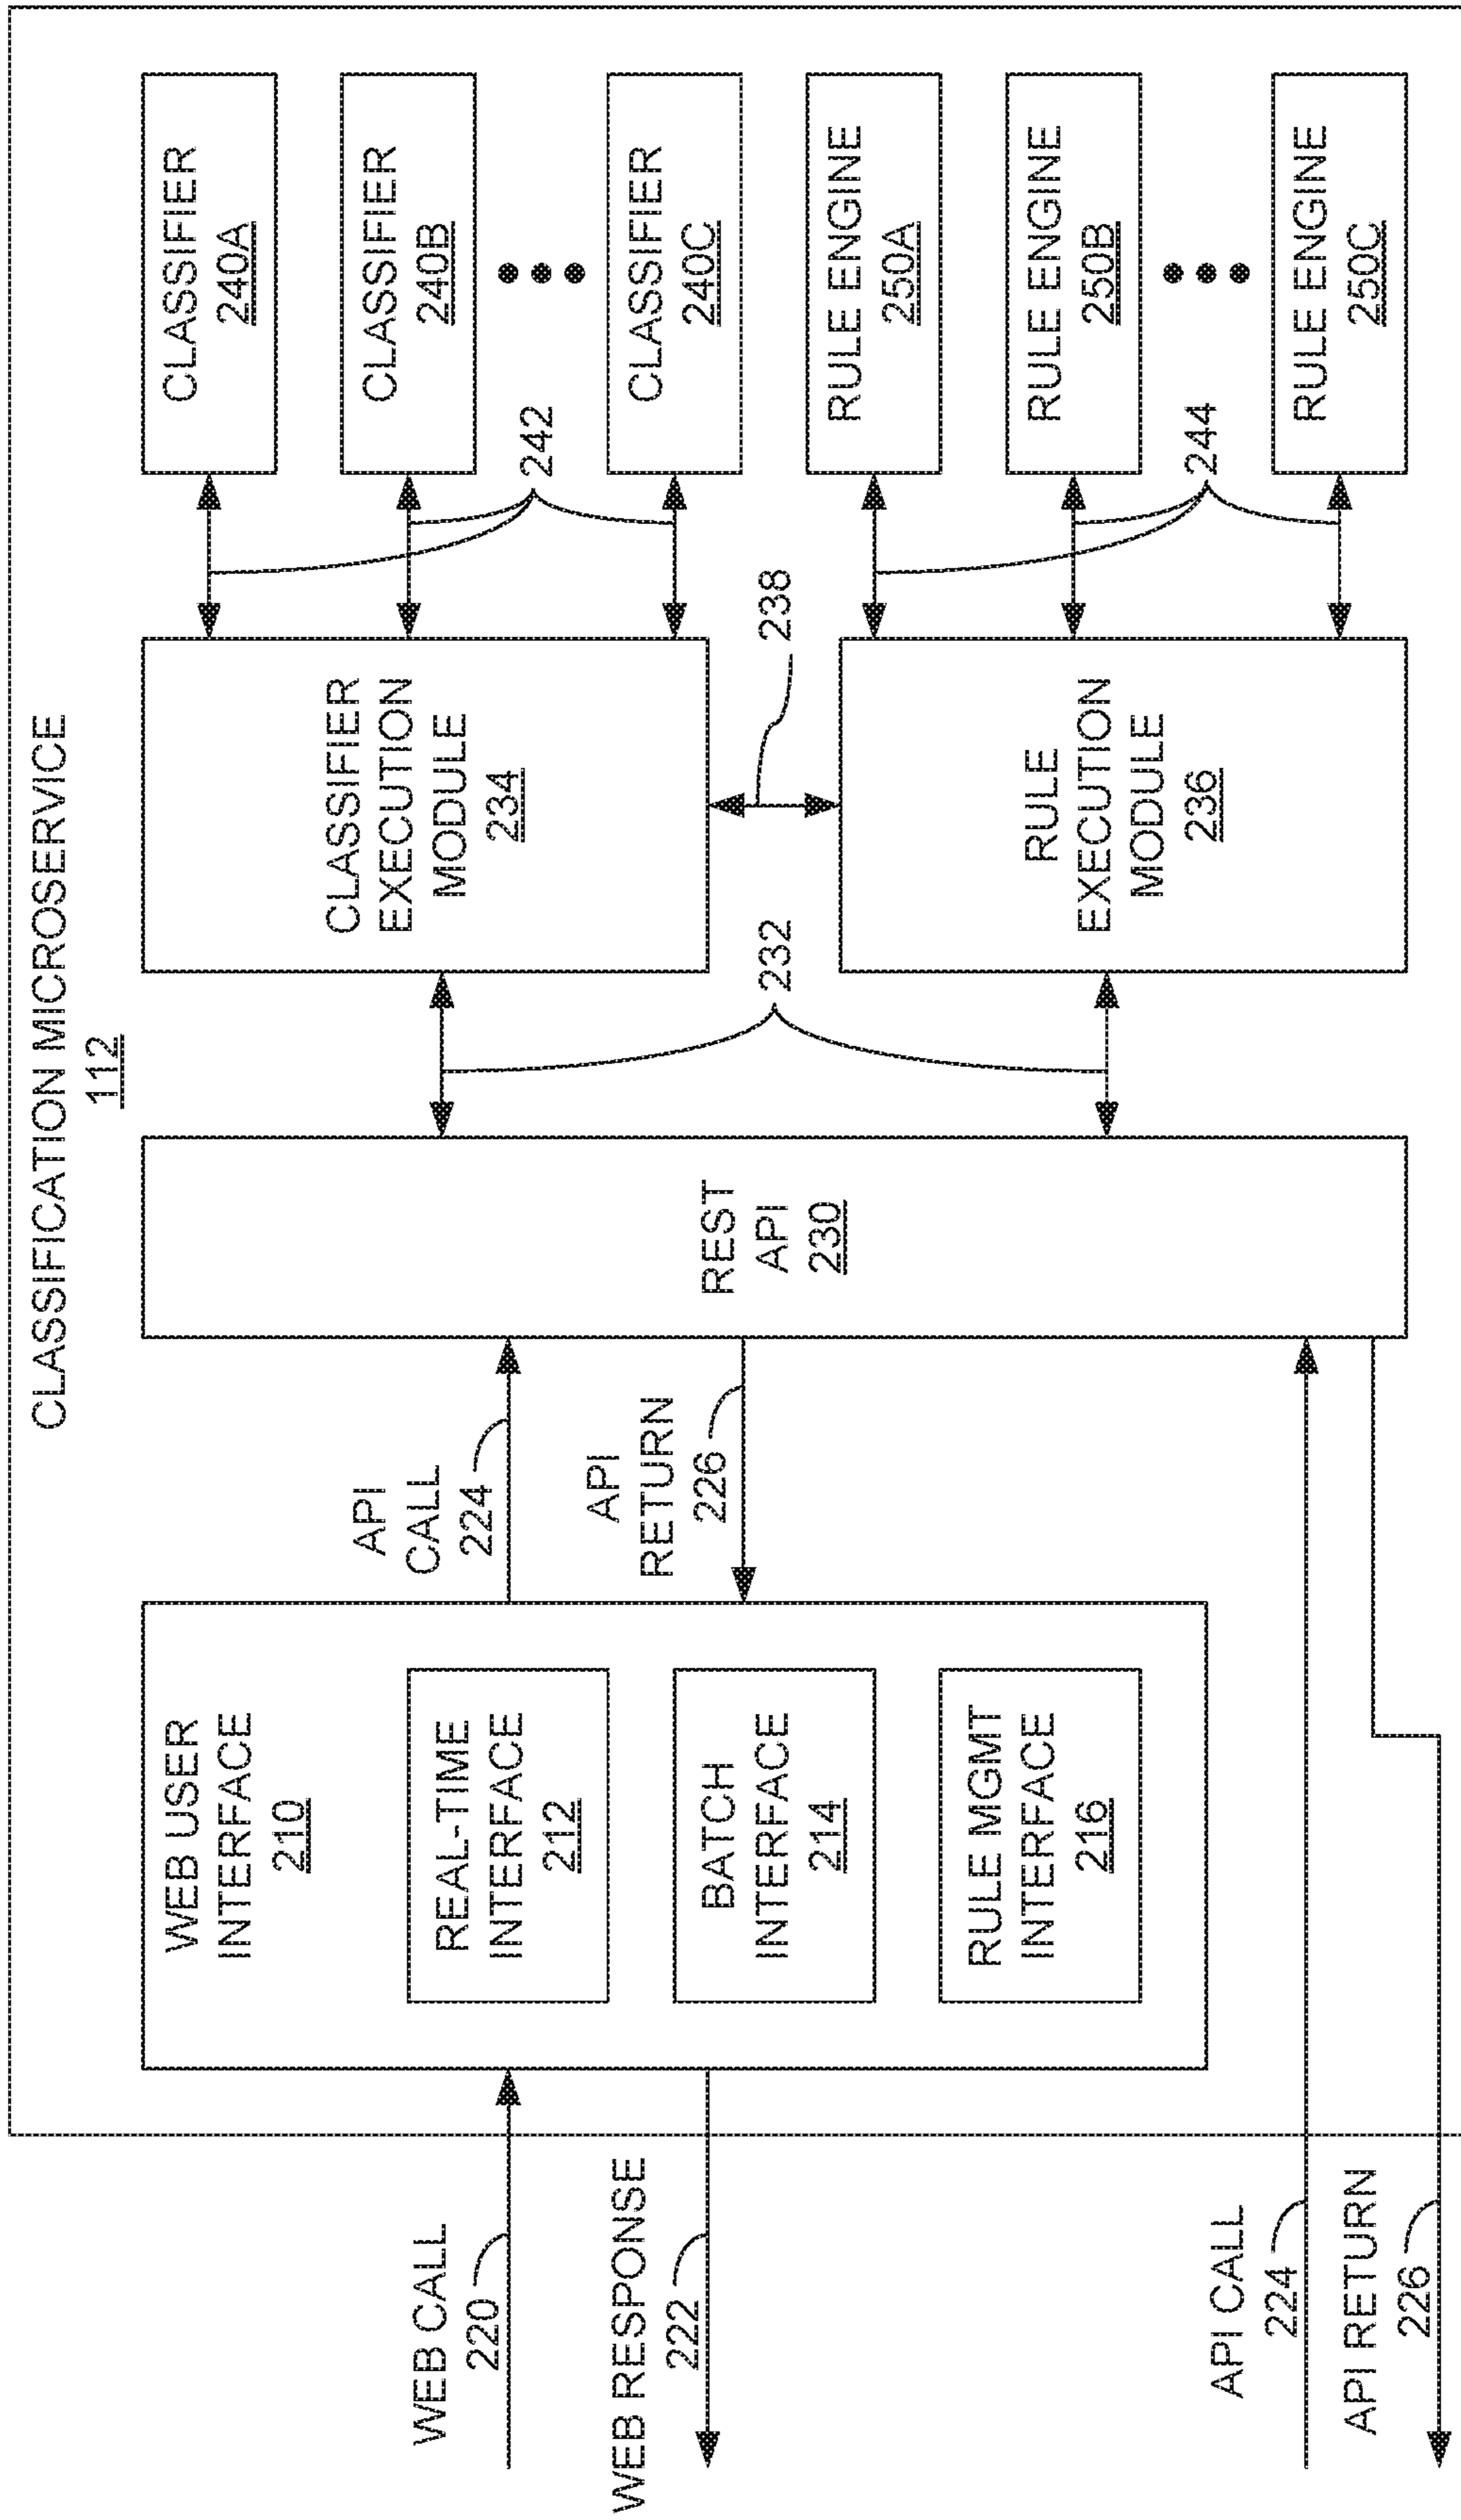 CLASSIFICATION MICROSERVICE
112
WEB CALL
220
WEB RESPONSE
222
API CALL
224
API RETURN
226
WEB USER
INTERFACE
210
REAL-TIME
INTERFACE
212
BATCH
INTERFACE
214
RULE MGMT
INTERFACE
216
API
CALL
224
API
RETURN
226
REST
API
230
232
CLASSIFIER
EXECUTION
MODULE
234
238
RULE
EXECUTION
MODULE
236
242
244
CLASSIFIER
240A
CLASSIFIER
240B
CLASSIFIER
240C
RULE ENGINE
250A
RULE ENGINE
250B
RULE ENGINE
250C